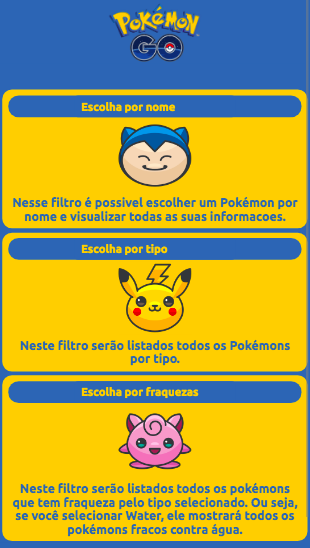 Pokémon
GO
Escolha por nome
Nesse filtro é possivel escolher um Pokémon por
nome e visualizar todas as suas informacoes.
Escolha por tipo
Neste filtro serão listados todos os Pokémons
por tipo.
Escolha por fraquezas
Neste filtro serão listados todos os pokémons
que tem fraqueza pelo tipo selecionado. Ou seja,
se você selecionar Water, ele mostrará todos os
pokémons fracos contra água.